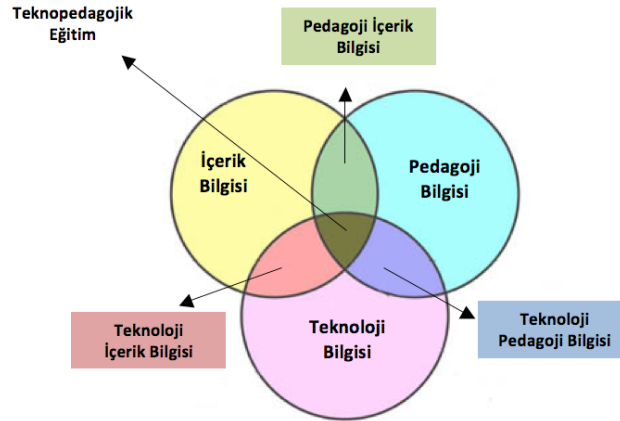 Teknopedagojik
Eğitim
Pedagoji İçerik
Bilgisi
İçerik
Bilgisi
Pedagoji
Bilgisi
Teknoloji
İçerik Bilgisi
Teknoloji
Bilgisi
Teknoloji
Pedagoji Bilgisi